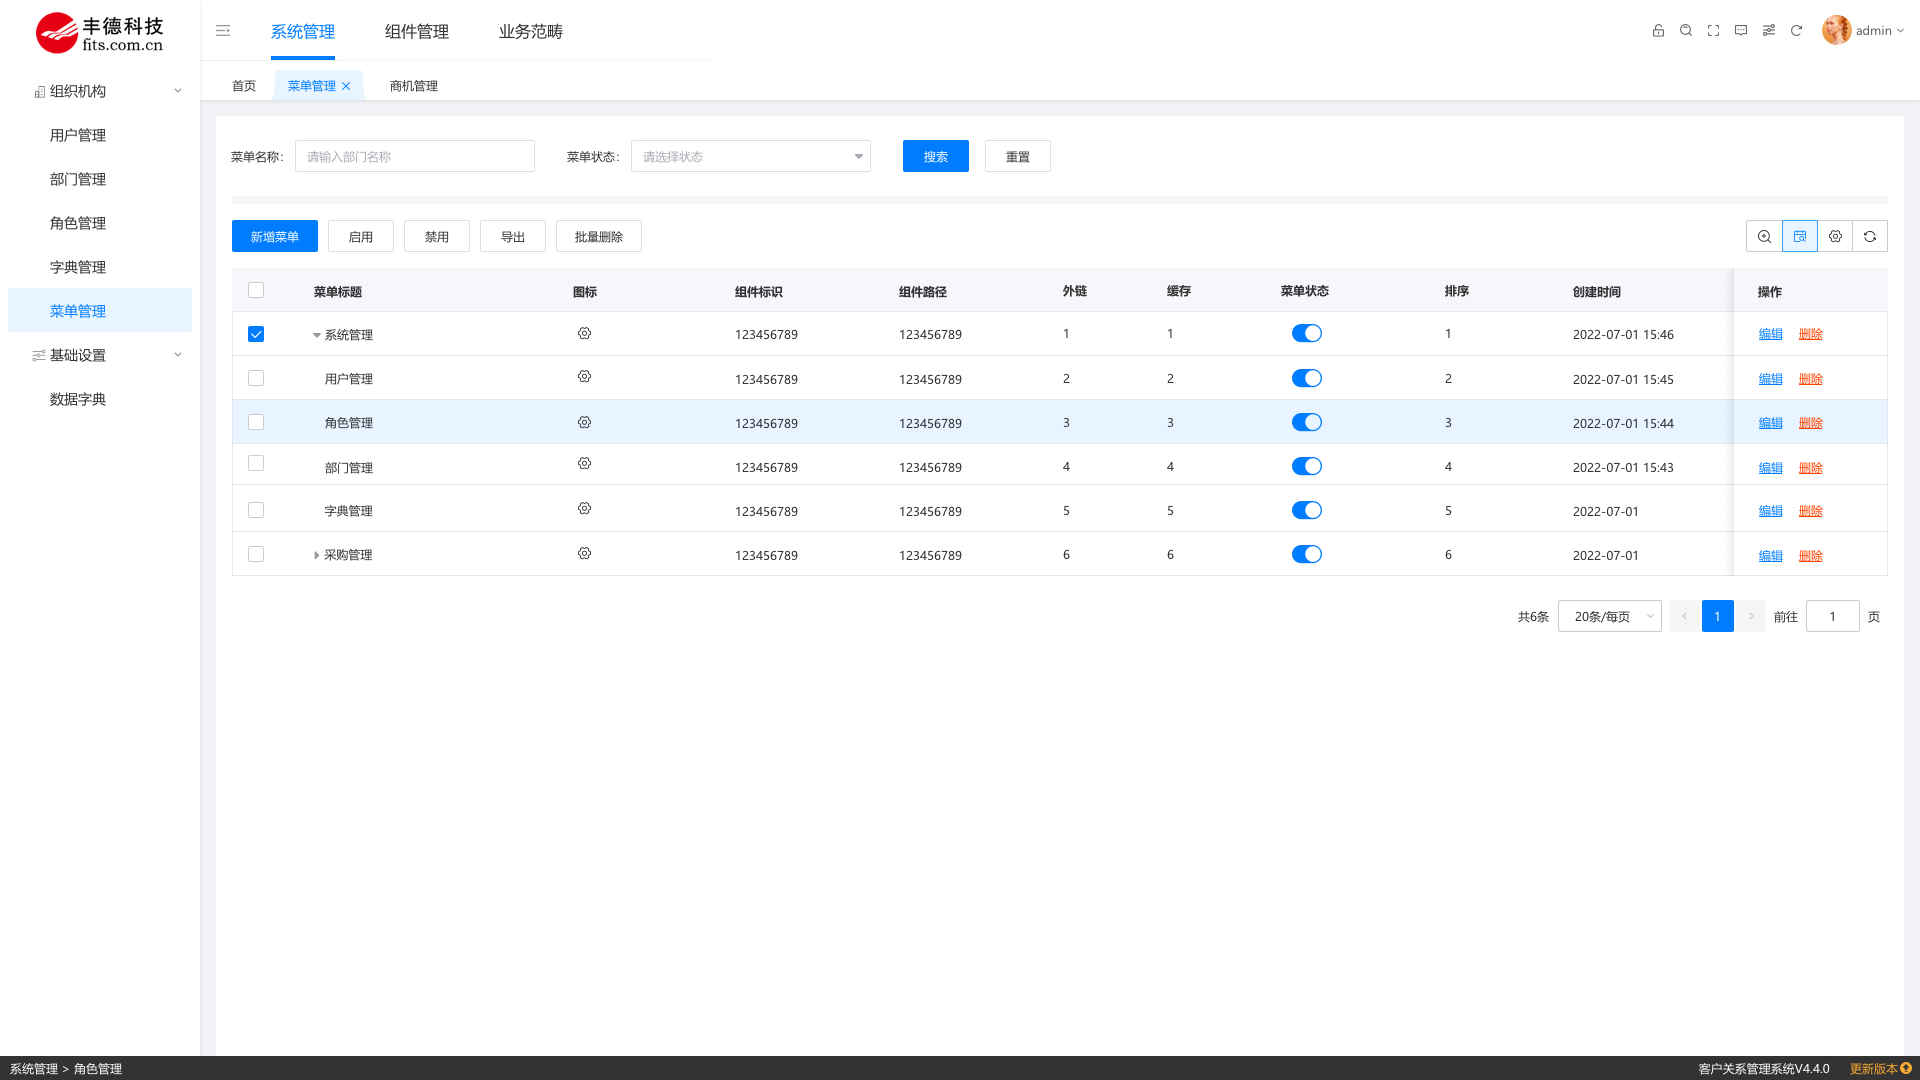 丰德科技
fits.com.cn
系统管理 组件管理 业务范畴
admin
首页 菜单管理 商机管理
组织机构
用户管理
部门管理
角色管理
字典管理
菜单管理
基础设置
数据字典
菜单名称: 请输入部门名称 菜单状态: 请选择状态 搜索 重置
新增菜单 启用 禁用 导出 批量删除
菜单标题 图标 组件标识 组件路径 外链 缓存 菜单状态 排序 创建时间 操作
系统管理 123456789 123456789 1 1 1 2022-07-01 15:46 编辑 删除
用户管理 123456789 123456789 2 2 2 2022-07-01 15:45 编辑 删除
角色管理 123456789 123456789 3 3 3 2022-07-01 15:44 编辑 删除
部门管理 123456789 123456789 4 4 4 2022-07-01 15:43 编辑 删除
字典管理 123456789 123456789 5 5 5 2022-07-01 编辑 删除
采购管理 123456789 123456789 6 6 6 2022-07-01 编辑 删除
共6条 20条/每页 1 前往 1 页
系统管理 > 角色管理
客户关系管理系统V4.4.0 更新版本